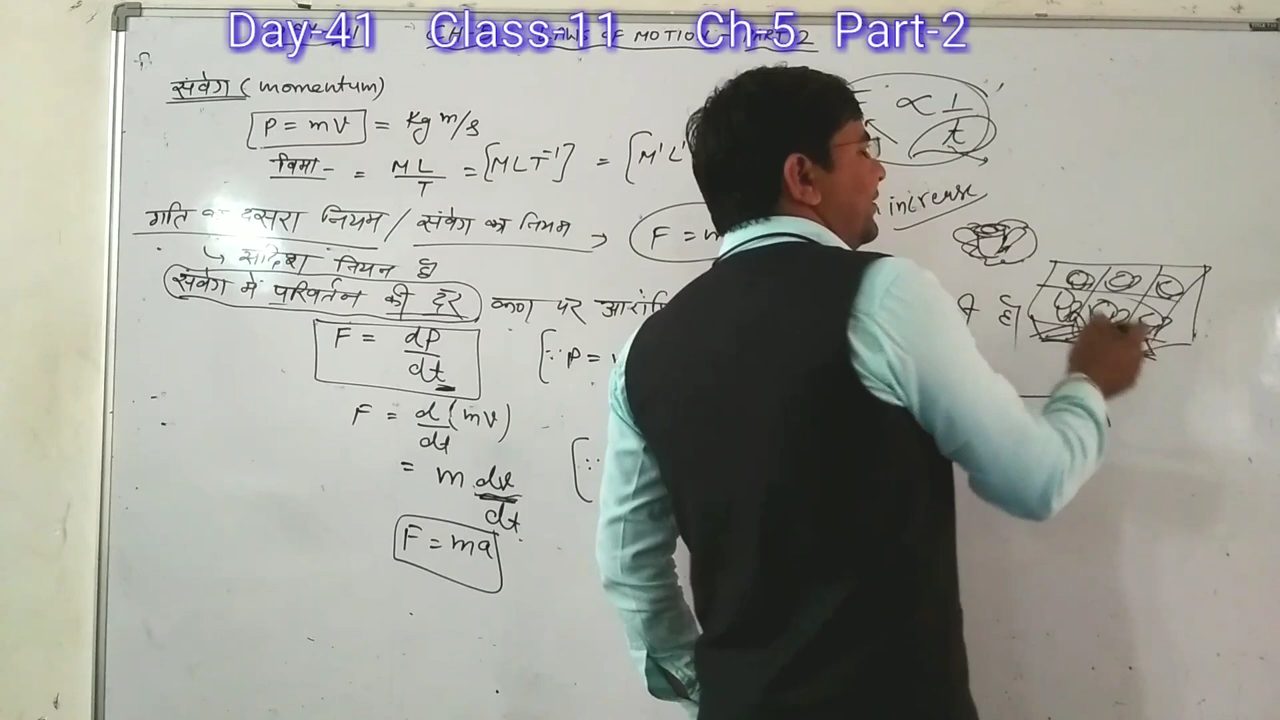 Day-41 Class-11 Ch-5 Part-2
LAWS OF MOTION PART 2
संवेग (momentum)
P = mv = Kg m/s
विमा - = ML/T = [MLT⁻¹] = [M¹L¹
∝ 1/t
increase
गति का दूसरा नियम / संवेग का नियम → F = m
↳ सदिश नियम है
संवेग में परिवर्तन की दर कण पर
है
F = dP/dt [∵ P =
F = d/dt (mv)
= m dv/dt [∵
F = ma